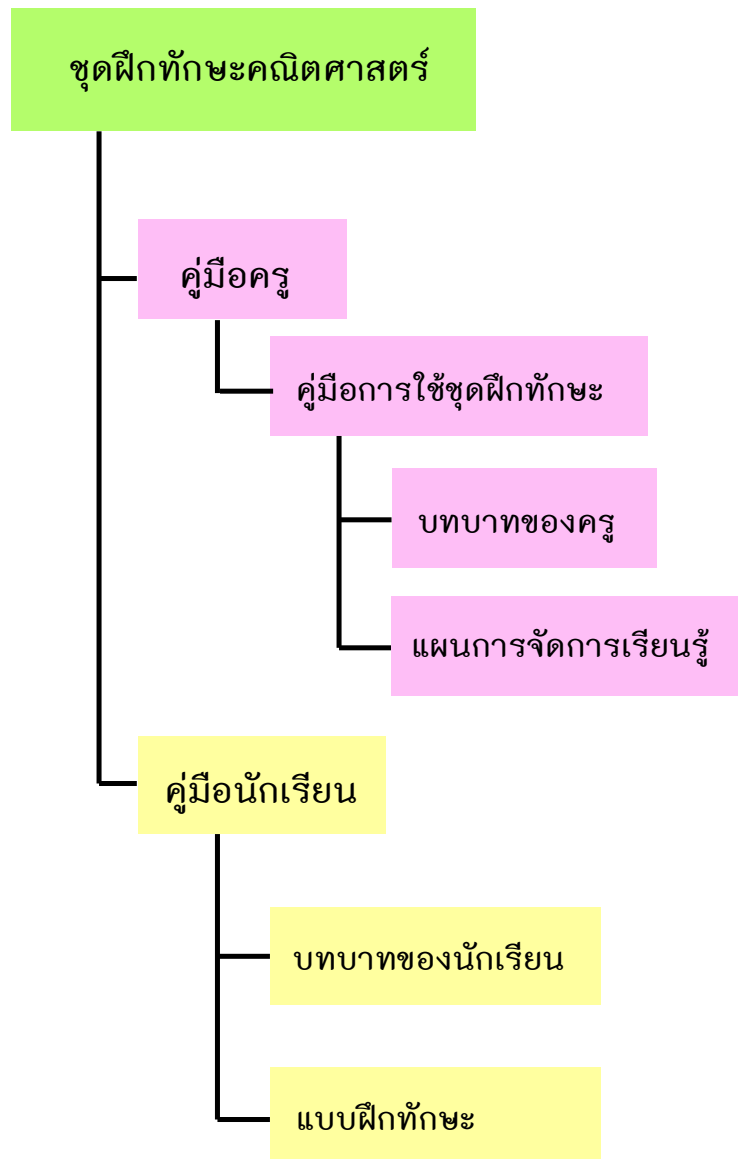 ชุดฝึกทักษะคณิตศาสตร์
คู่มือครู
คู่มือการใช้ชุดฝึกทักษะ
บทบาทของครู
แผนการจัดการเรียนรู้
คู่มือนักเรียน
บทบาทของนักเรียน
แบบฝึกทักษะ